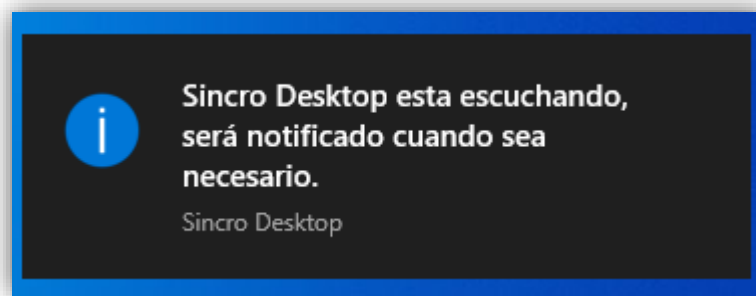 Sincro Desktop esta escuchando,
será notificado cuando sea
necesario.
Sincro Desktop